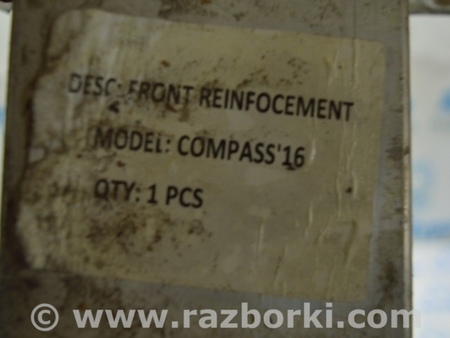 DESC: FRONT REINFOCEMENT
MODEL: COMPASS'16
QTY: 1 PCS
© www.razborki.com